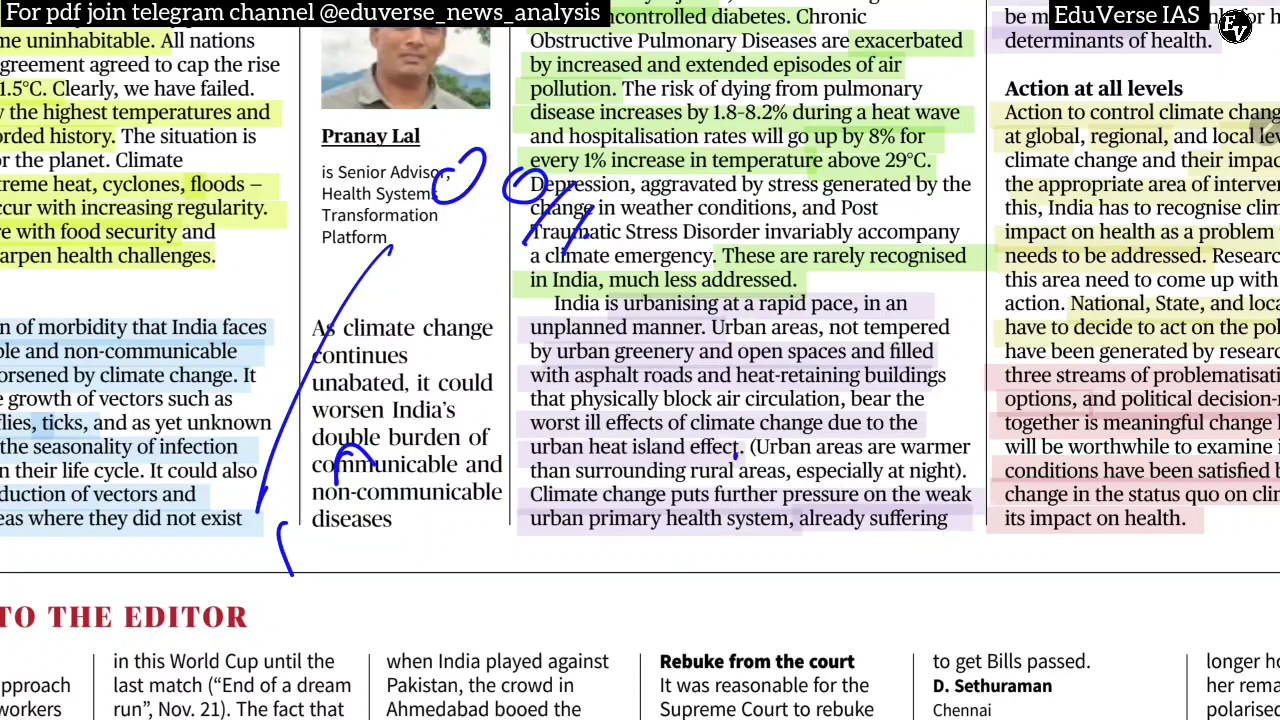 For pdf join telegram channel @eduverse_news_analysis
EduVerse IAS
me uninhabitable. All nations
greement agreed to cap the rise
1.5°C. Clearly, we have failed.
the highest temperatures and
orded history. The situation is
or the planet. Climate
treme heat, cyclones, floods –
ccur with increasing regularity.
re with food security and
arpen health challenges.
n of morbidity that India faces
ble and non-communicable
orsened by climate change. It
e growth of vectors such as
flies, ticks, and as yet unknown
the seasonality of infection
n their life cycle. It could also
duction of vectors and
eas where they did not exist
Pranay Lal
is Senior Advisor,
Health Systems
Transformation
Platform
As climate change
continues
unabated, it could
worsen India's
double burden of
communicable and
non-communicable
diseases
ncontrolled diabetes. Chronic
Obstructive Pulmonary Diseases are exacerbated
by increased and extended episodes of air
pollution. The risk of dying from pulmonary
disease increases by 1.8-8.2% during a heat wave
and hospitalisation rates will go up by 8% for
every 1% increase in temperature above 29°C.
Depression, aggravated by stress generated by the
change in weather conditions, and Post
Traumatic Stress Disorder invariably accompany
a climate emergency. These are rarely recognised
in India, much less addressed.
India is urbanising at a rapid pace, in an
unplanned manner. Urban areas, not tempered
by urban greenery and open spaces and filled
with asphalt roads and heat-retaining buildings
that physically block air circulation, bear the
worst ill effects of climate change due to the
urban heat island effect. (Urban areas are warmer
than surrounding rural areas, especially at night).
Climate change puts further pressure on the weak
urban primary health system, already suffering
determinants of health.
Action at all levels
Action to control climate chang
at global, regional, and local le
climate change and their impac
the appropriate area of interven
this, India has to recognise clim
impact on health as a problem
needs to be addressed. Researc
this area need to come up with
action. National, State, and loca
have to decide to act on the pol
have been generated by researc
three streams of problematisati
options, and political decision-
together is meaningful change
will be worthwhile to examine
conditions have been satisfied b
change in the status quo on clim
its impact on health.
TO THE EDITOR
pproach
workers
in this World Cup until the
last match ("End of a dream
run", Nov. 21). The fact that
when India played against
Pakistan, the crowd in
Ahmedabad booed the
Rebuke from the court
It was reasonable for the
Supreme Court to rebuke
to get Bills passed.
D. Sethuraman
Chennai
longer ho
her rema
polarised